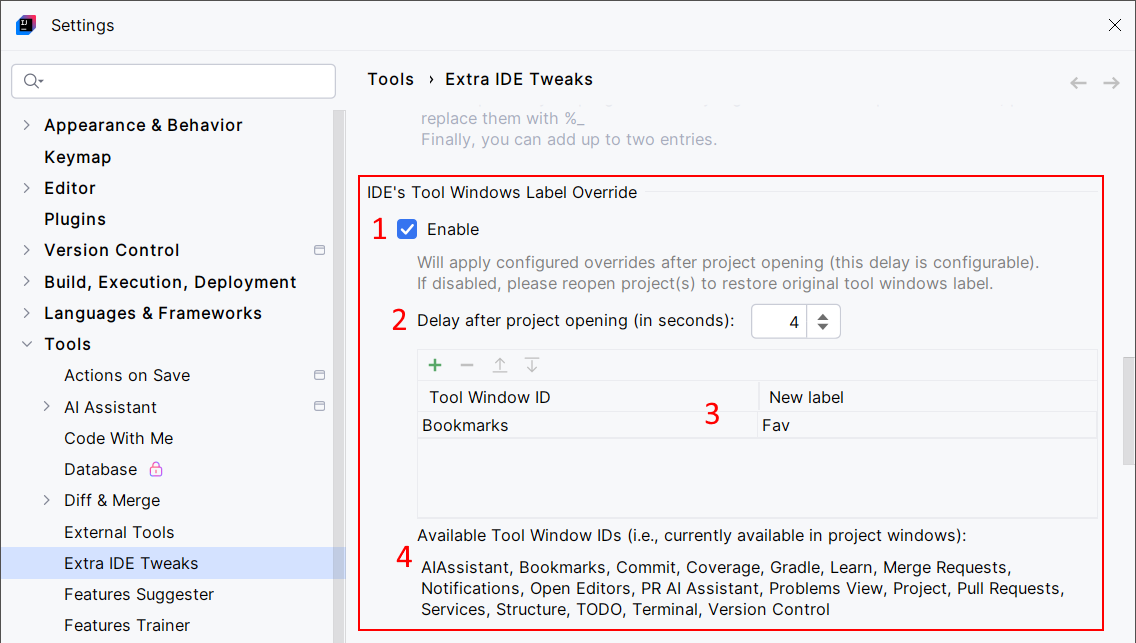 Settings
Tools › Extra IDE Tweaks
Appearance & Behavior
Keymap
Editor
Plugins
Version Control
Build, Execution, Deployment
Languages & Frameworks
Tools
Actions on Save
AI Assistant
Code With Me
Database
Diff & Merge
External Tools
Extra IDE Tweaks
Features Suggester
Features Trainer
replace them with %_
Finally, you can add up to two entries.
IDE's Tool Windows Label Override
1 Enable
Will apply configured overrides after project opening (this delay is configurable).
If disabled, please reopen project(s) to restore original tool windows label.
2 Delay after project opening (in seconds): 4
Tool Window ID New label
3
Bookmarks Fav
Available Tool Window IDs (i.e., currently available in project windows):
4
AIAssistant, Bookmarks, Commit, Coverage, Gradle, Learn, Merge Requests,
Notifications, Open Editors, PR AI Assistant, Problems View, Project, Pull Requests,
Services, Structure, TODO, Terminal, Version Control